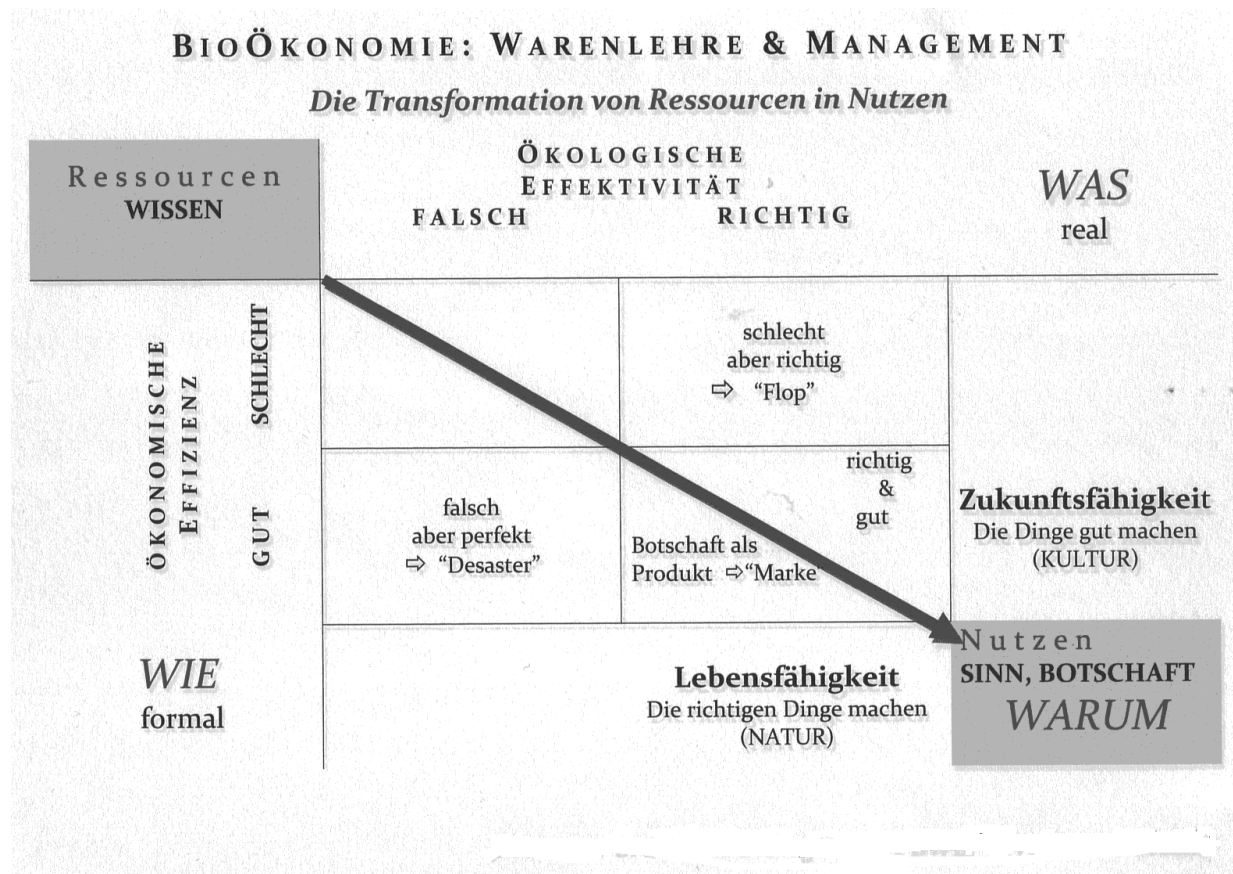 BIOÖKONOMIE: WARENLEHRE & MANAGEMENT
Die Transformation von Ressourcen in Nutzen
Ressourcen
WISSEN
ÖKOLOGISCHE
EFFEKTIVITÄT
FALSCH
RICHTIG
WAS
real
ÖKONOMISCHE
EFFIZIENZ
SCHLECHT
GUT
schlecht
aber richtig
⇨ “Flop”
falsch
aber perfekt
⇨ “Desaster”
richtig
&
gut
Botschaft als
Produkt ⇨“Marke”
Zukunftsfähigkeit
Die Dinge gut machen
(KULTUR)
WIE
formal
Lebensfähigkeit
Die richtigen Dinge machen
(NATUR)
Nutzen
SINN, BOTSCHAFT
WARUM